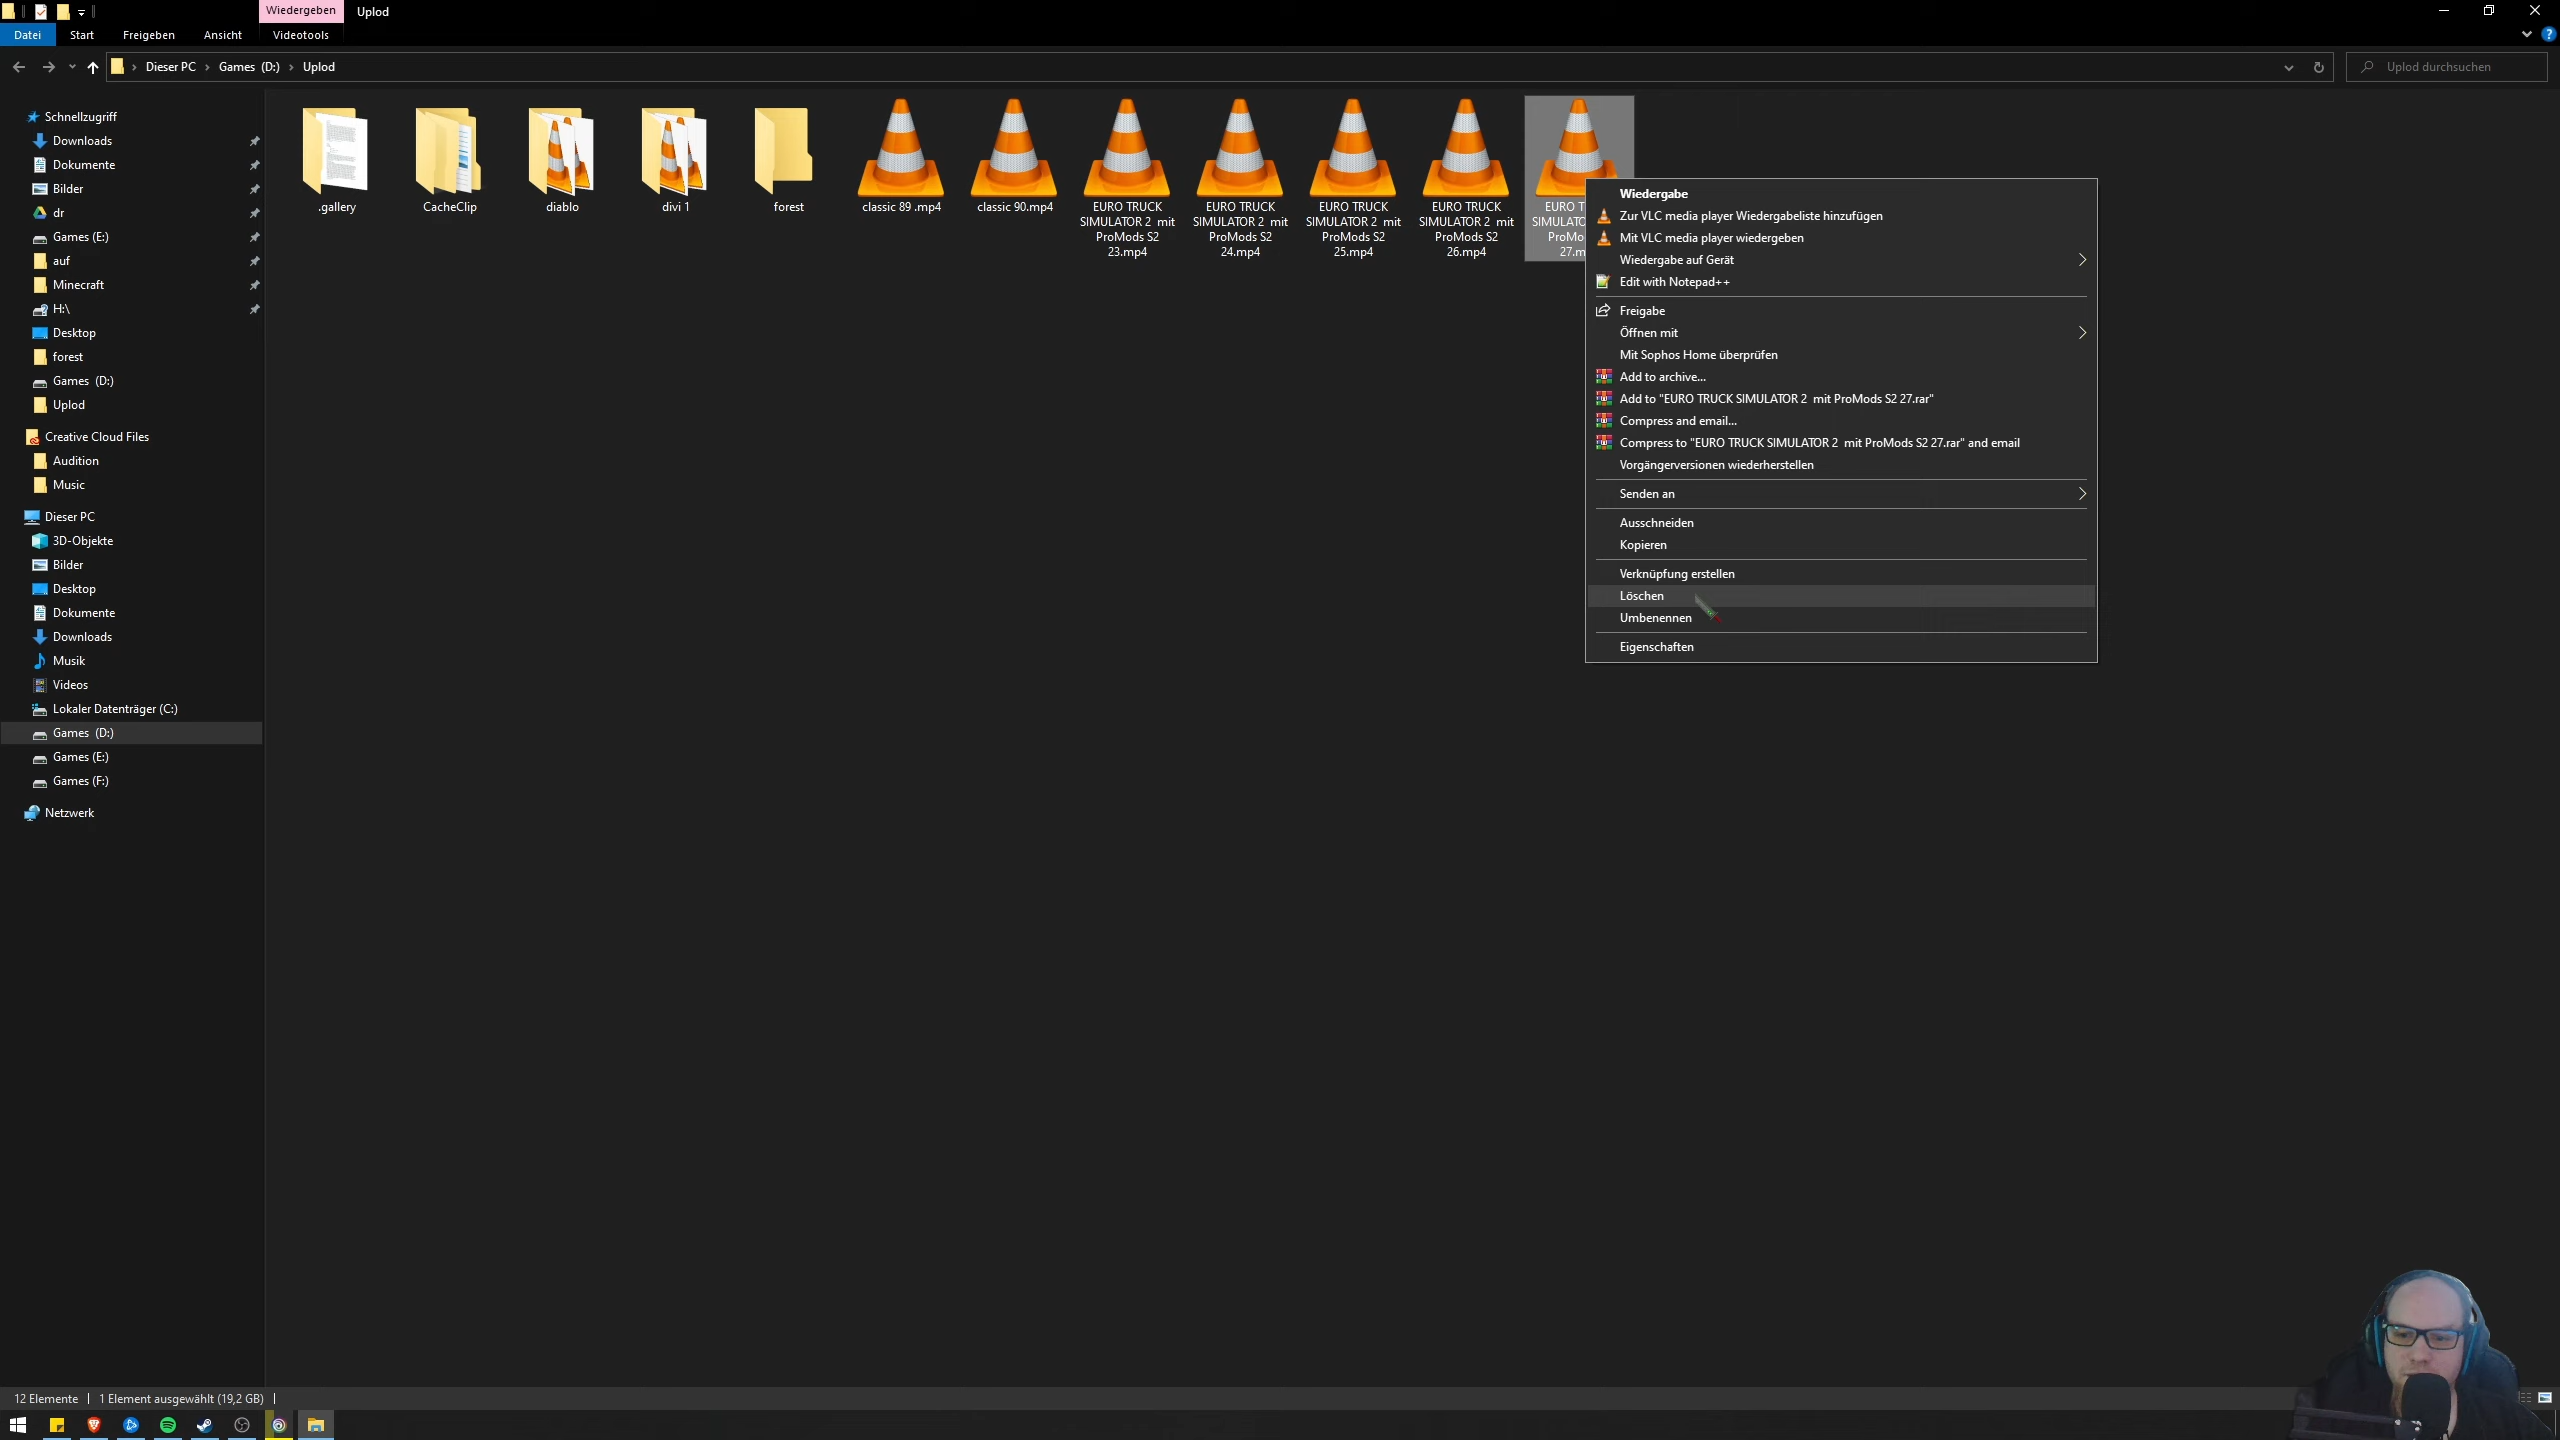 Wiedergeben
Uplod
Datei
Start
Freigeben
Ansicht
Videotools
Dieser PC
Games (D:)
Uplod
Uplod durchsuchen
Schnellzugriff
Downloads
Dokumente
Bilder
dr
Games (E:)
auf
Minecraft
H:\
Desktop
forest
Games (D:)
Uplod
Creative Cloud Files
Audition
Music
Dieser PC
3D-Objekte
Bilder
Desktop
Dokumente
Downloads
Musik
Videos
Lokaler Datenträger (C:)
Games (D:)
Games (E:)
Games (F:)
Netzwerk
.gallery
CacheClip
diablo
divi 1
forest
classic 89 .mp4
classic 90.mp4
EURO TRUCK
SIMULATOR 2 mit
ProMods S2
23.mp4
EURO TRUCK
SIMULATOR 2 mit
ProMods S2
24.mp4
EURO TRUCK
SIMULATOR 2 mit
ProMods S2
25.mp4
EURO TRUCK
SIMULATOR 2 mit
ProMods S2
26.mp4
EURO T
SIMULATO
ProMo
27.m
Wiedergabe
Zur VLC media player Wiedergabeliste hinzufügen
Mit VLC media player wiedergeben
Wiedergabe auf Gerät
Edit with Notepad++
Freigabe
Öffnen mit
Mit Sophos Home überprüfen
Add to archive...
Add to "EURO TRUCK SIMULATOR 2 mit ProMods S2 27.rar"
Compress and email...
Compress to "EURO TRUCK SIMULATOR 2 mit ProMods S2 27.rar" and email
Vorgängerversionen wiederherstellen
Senden an
Ausschneiden
Kopieren
Verknüpfung erstellen
Löschen
Umbenennen
Eigenschaften
12 Elemente
1 Element ausgewählt (19,2 GB)